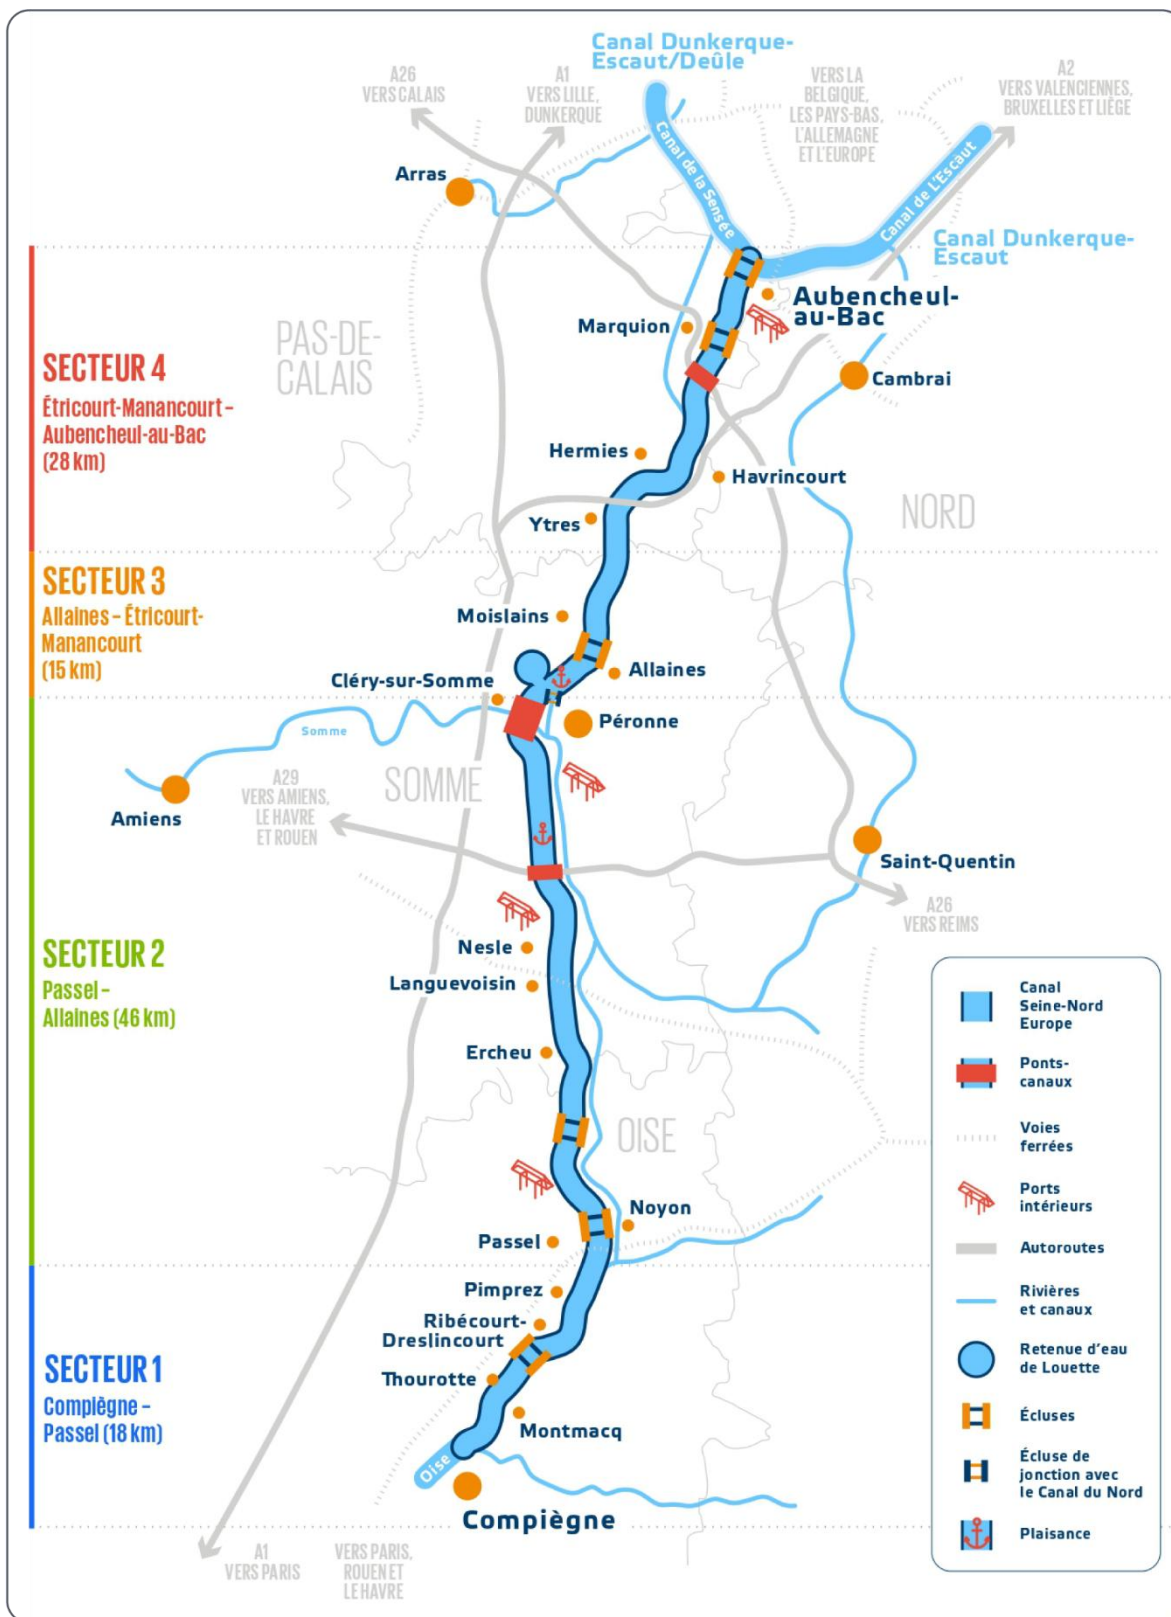 Canal Dunkerque-
Escaut/Deûle
A26
VERS CALAIS
A1
VERS LILLE,
DUNKERQUE
VERS LA
BELGIQUE,
LES PAYS-BAS,
L'ALLEMAGNE
ET L'EUROPE
A2
VERS VALENCIENNES,
BRUXELLES ET LIÈGE
Arras
Canal de la Sensée
Canal de L'Escaut
Canal Dunkerque-
Escaut
Aubencheul-
au-Bac
Marquion
PAS-DE-
CALAIS
Cambrai
SECTEUR 4
Étricourt-Manancourt –
Aubencheul-au-Bac
(28 km)
Hermies
Havrincourt
NORD
Ytres
SECTEUR 3
Allaines – Étricourt-
Manancourt
(15 km)
Moislains
Allaines
Cléry-sur-Somme
Péronne
Somme
SOMME
A29
VERS AMIENS,
LE HAVRE
ET ROUEN
Amiens
Saint-Quentin
A26
VERS REIMS
SECTEUR 2
Passel –
Allaines (46 km)
Nesle
Languevoisin
Ercheu
OISE
Noyon
Passel
Pimprez
Ribécourt-
Dreslincourt
SECTEUR 1
Compiègne –
Passel (18 km)
Thourotte
Montmacq
Oise
Compiègne
A1
VERS PARIS
VERS PARIS,
ROUEN ET
LE HAVRE
Canal
Seine-Nord
Europe
Ponts-
canaux
Voies
ferrées
Ports
intérieurs
Autoroutes
Rivières
et canaux
Retenue d'eau
de Louette
Écluses
Écluse de
jonction avec
le Canal du Nord
Plaisance